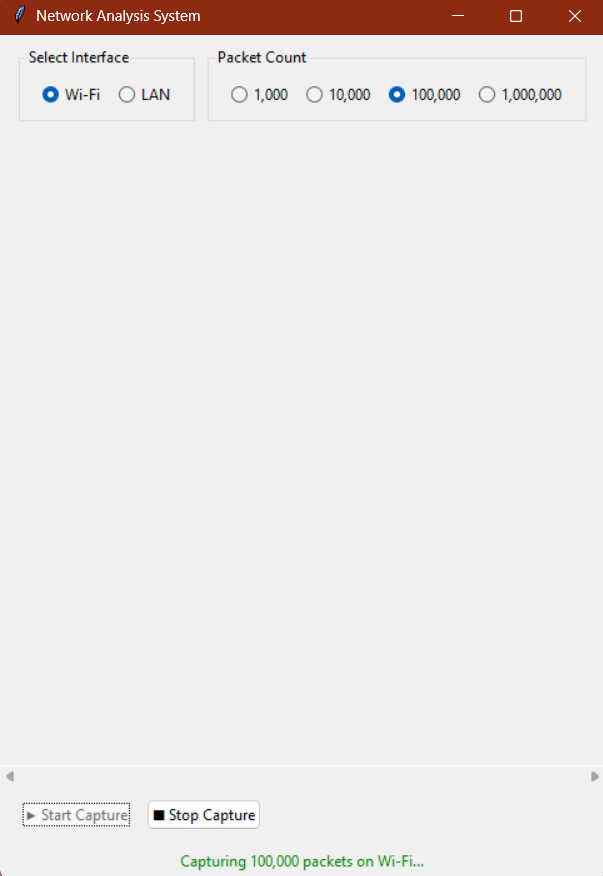 Network Analysis System
Select Interface
Packet Count
Wi-Fi LAN
1,000 10,000 100,000 1,000,000
Start Capture
Stop Capture
Capturing 100,000 packets on Wi-Fi...